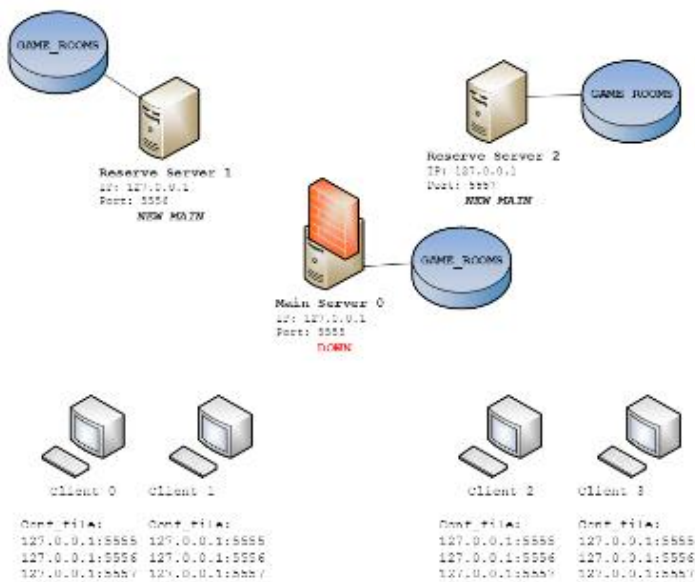 GAME_ROOMS
GAME ROOMS
Reserve Server 1
IP: 127.0.0.1
Port: 5556
NEW MAIN
Reserve Server 2
IP: 127.0.0.1
Port: 5557
NEW MAIN
GAME_ROOMS
Main Server 0
IP: 127.0.0.1
Port: 5555
DOWN
Client 0 Client 1 Client 2 Client 3
Conf_file: Conf_file: Conf_file: Conf_file:
127.0.0.1:5555 127.0.0.1:5555 127.0.0.1:5555 127.0.0.1:5555
127.0.0.1:5556 127.0.0.1:5556 127.0.0.1:5556 127.0.0.1:5556
127.0.0.1:5557 127.0.0.1:5557 127.0.0.1:5557 127.0.0.1:5557